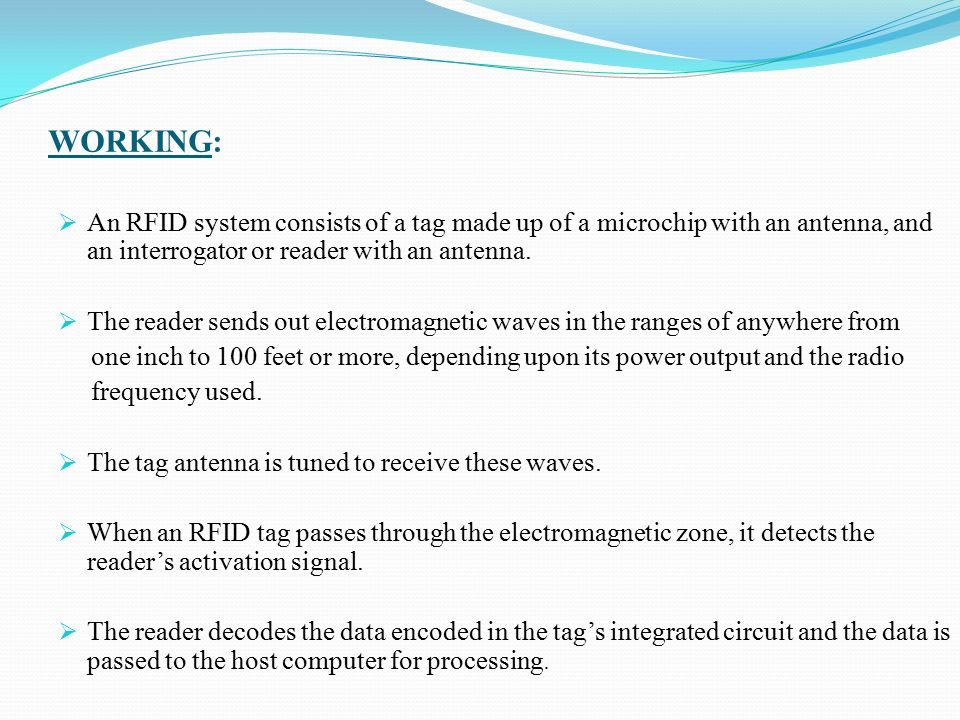 WORKING:
An RFID system consists of a tag made up of a microchip with an antenna, and
an interrogator or reader with an antenna.
The reader sends out electromagnetic waves in the ranges of anywhere from
one inch to 100 feet or more, depending upon its power output and the radio
frequency used.
The tag antenna is tuned to receive these waves.
When an RFID tag passes through the electromagnetic zone, it detects the
reader’s activation signal.
The reader decodes the data encoded in the tag’s integrated circuit and the data is
passed to the host computer for processing.